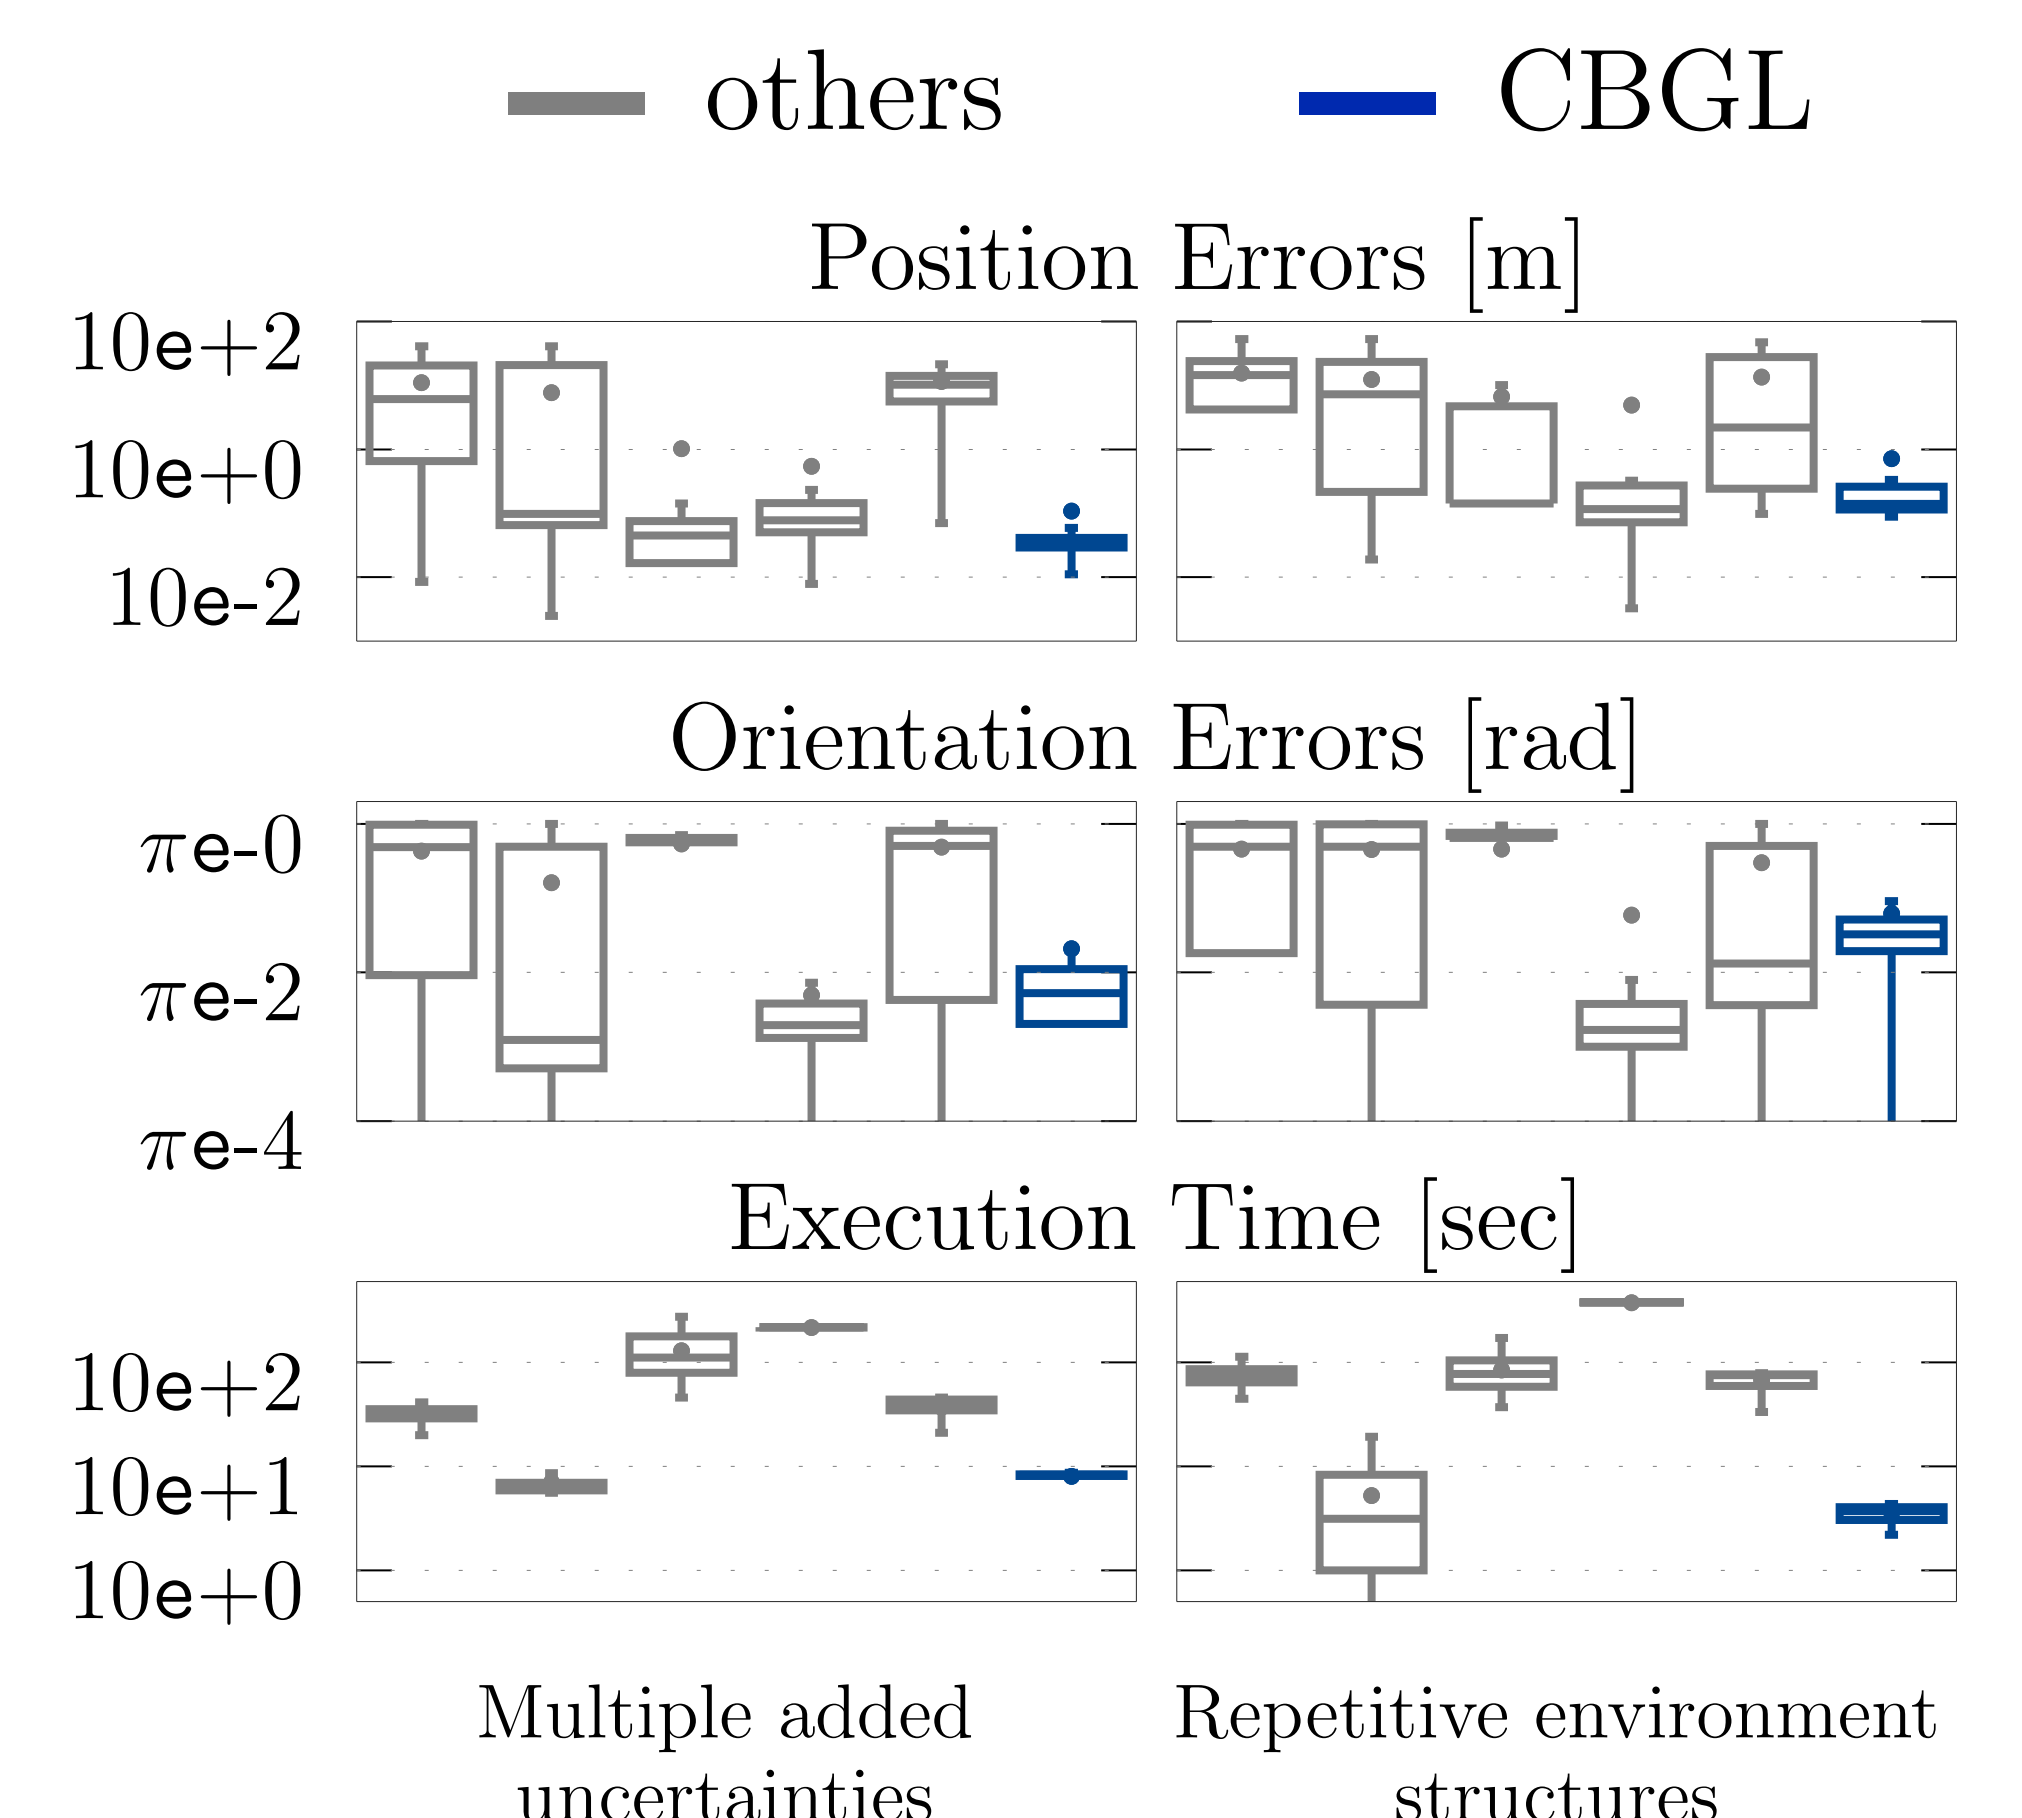 others CBGL
Position Errors [m]
10e+2
10e+0
10e-2
Orientation Errors [rad]
πe-0
πe-2
πe-4
Execution Time [sec]
10e+2
10e+1
10e+0
Multiple added
uncertainties
Repetitive environment
structures